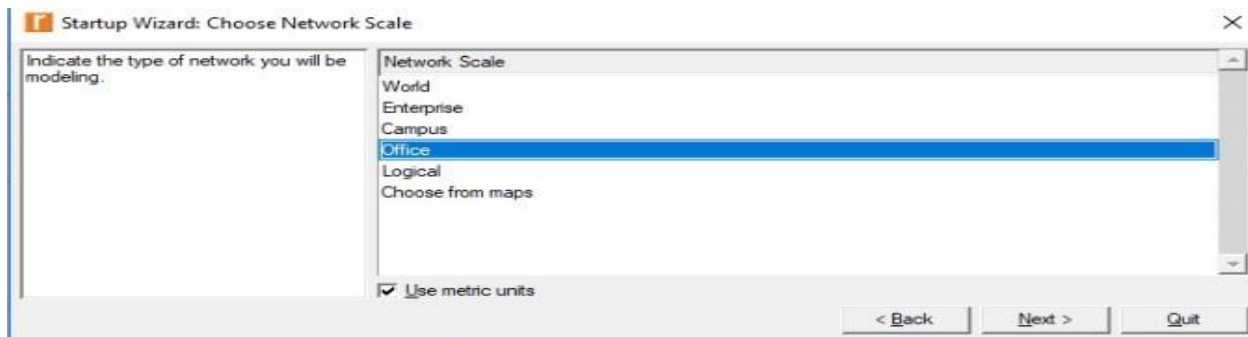 Startup Wizard: Choose Network Scale
Indicate the type of network you will be
modeling.
Network Scale
World
Enterprise
Campus
Office
Logical
Choose from maps
Use metric units
< Back
Next >
Quit